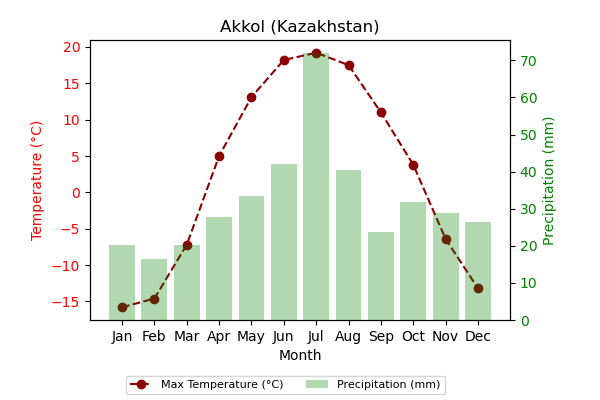 Akkol (Kazakhstan)
Temperature (°C)
20
15
10
5
0
−5
−10
−15
70
60
50
40
30
20
10
0
Precipitation (mm)
Jan Feb Mar Apr May Jun Jul Aug Sep Oct Nov Dec
Month
Max Temperature (°C) Precipitation (mm)